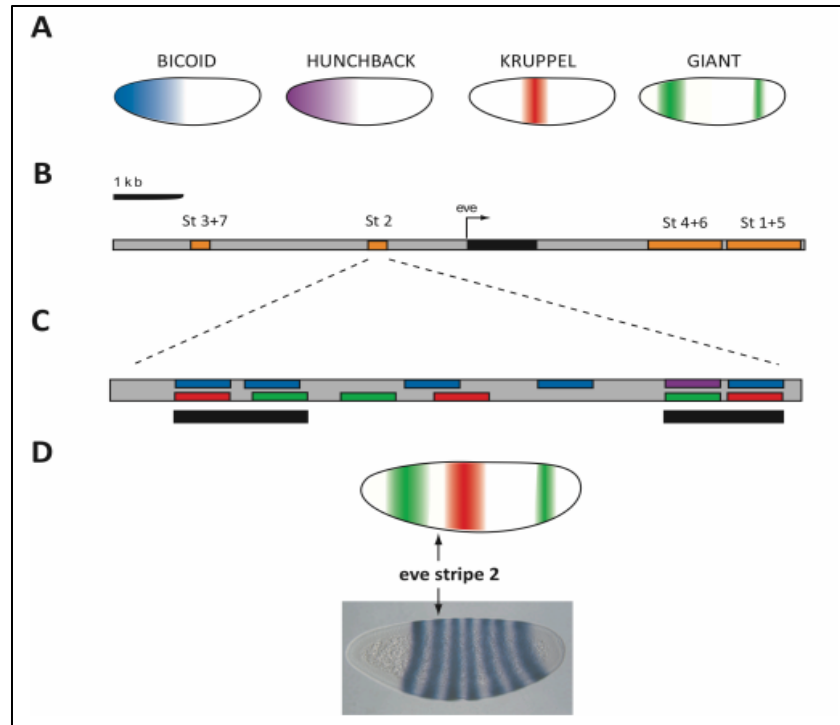 A
BICOID HUNCHBACK KRUPPEL GIANT
B
1 kb
St 3+7 St 2 eve St 4+6 St 1+5
C
D
eve stripe 2